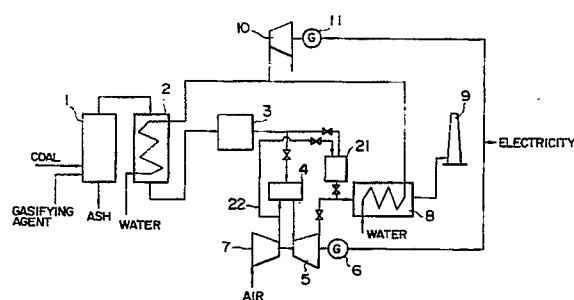 11
10
G
1
2
9
3
21
ELECTRICITY
COAL
4
GASIFYING
AGENT
ASH
WATER
22
8
7
WATER
G
5
6
AIR